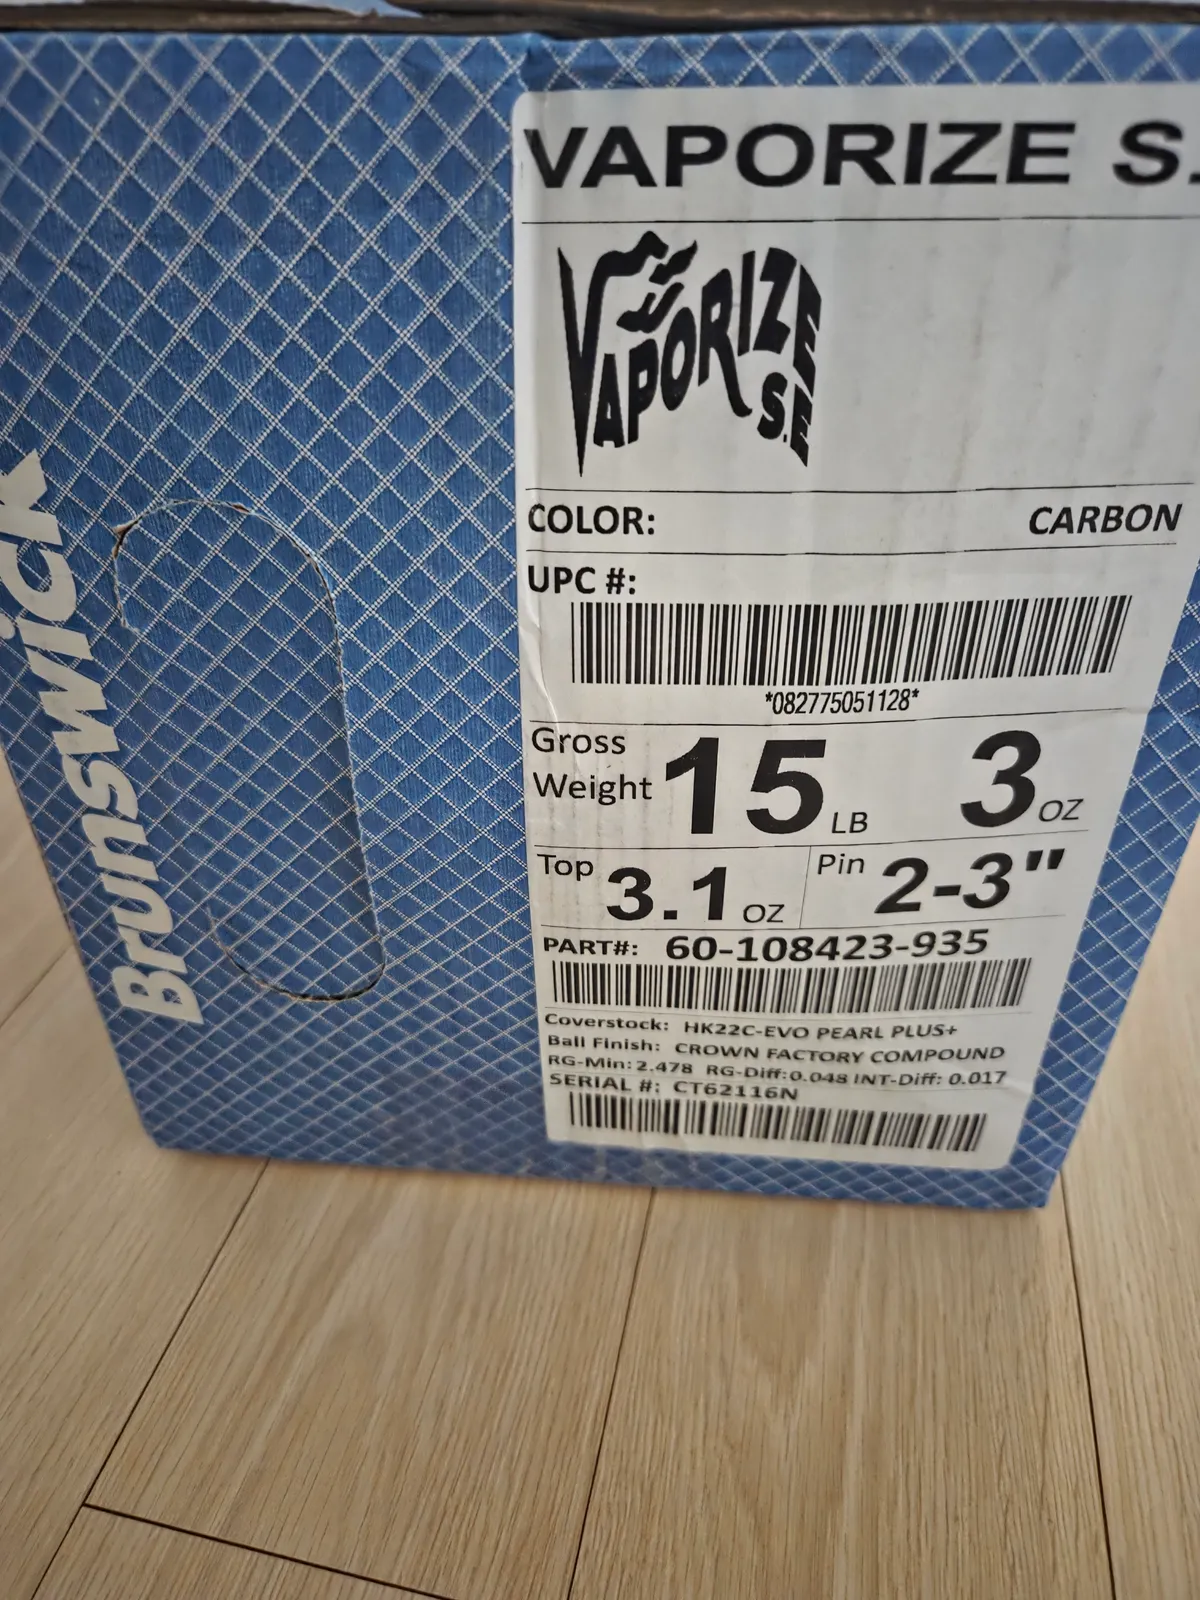 Brunswick
VAPORIZE S.
VAPORIZE
S.E
COLOR: CARBON
UPC #:
*082775051128*
Gross Weight 15 LB 3 OZ
Top 3.1 OZ Pin 2-3"
PART#: 60-108423-935
Coverstock: HK22C-EVO PEARL PLUS+
Ball Finish: CROWN FACTORY COMPOUND
RG-Min: 2.478 RG-Diff: 0.048 INT-Diff: 0.017
SERIAL #: CT62116N